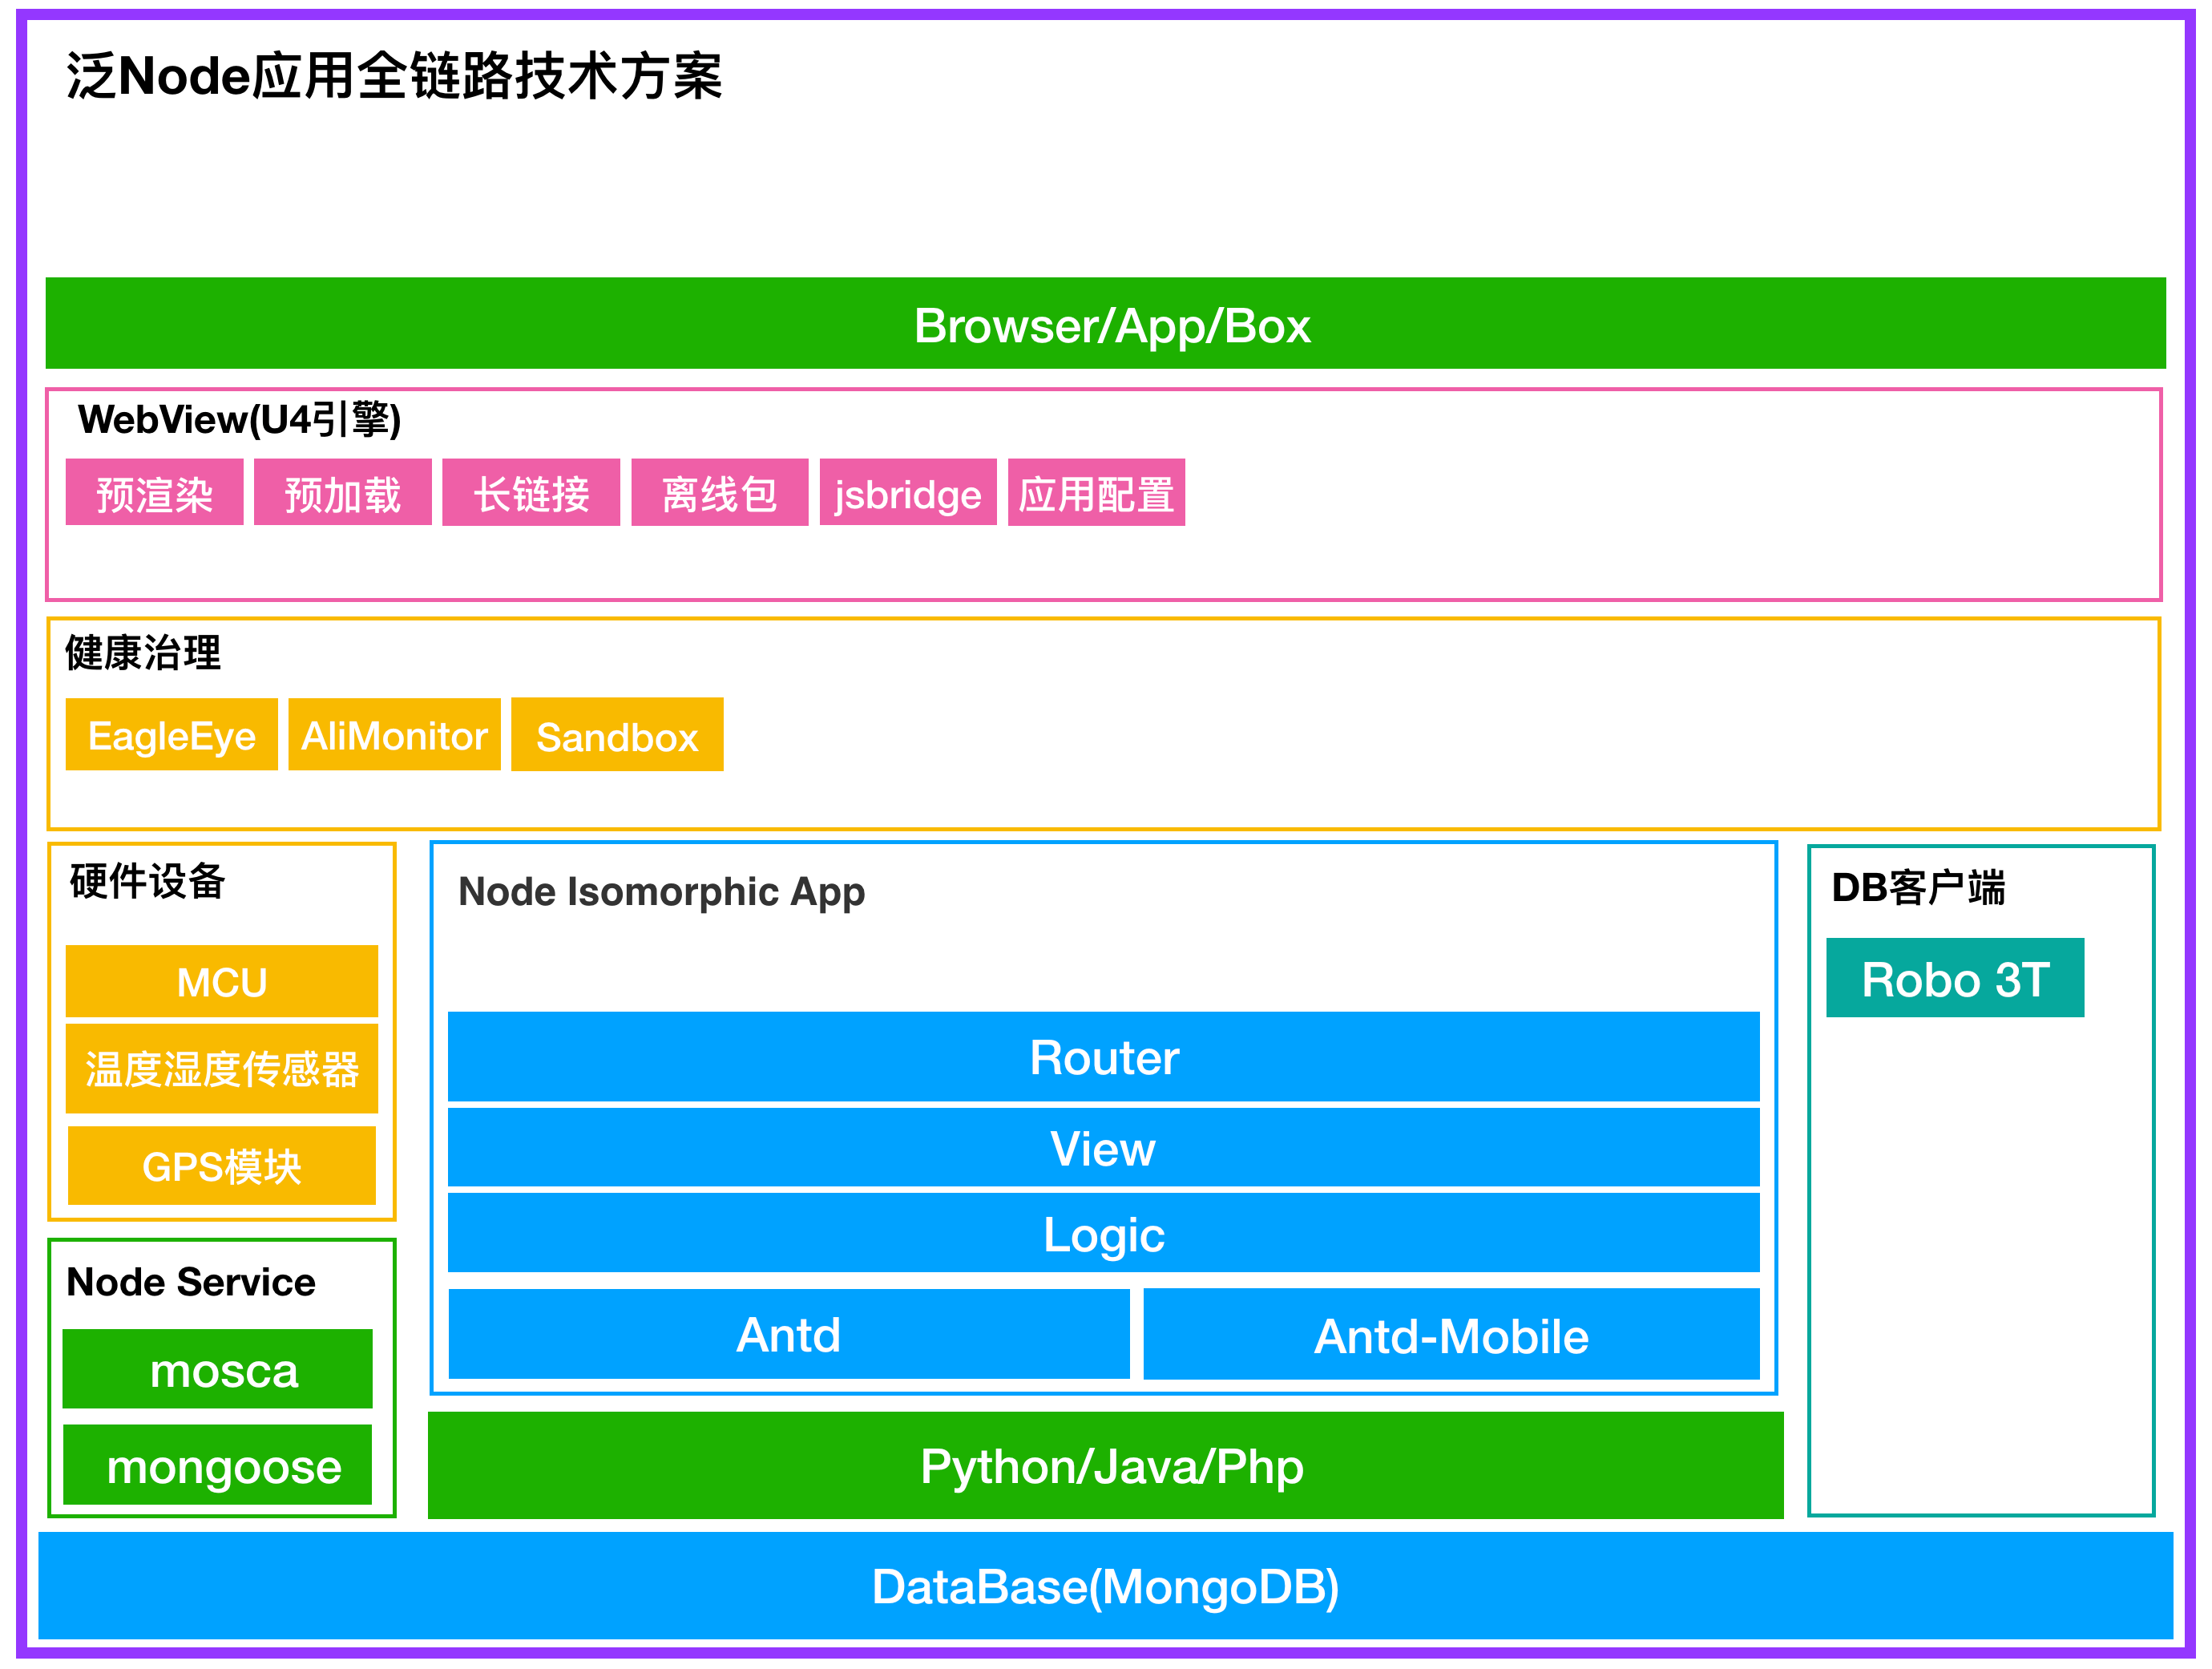 泛Node应用全链路技术方案
Browser/App/Box
WebView(U4引擎)
预渲染
预加载
长链接
离线包
jsbridge
应用配置
健康治理
EagleEye
AliMonitor
Sandbox
硬件设备
MCU
温度湿度传感器
GPS模块
Node Service
mosca
mongoose
Node Isomorphic App
Router
View
Logic
Antd
Antd-Mobile
Python/Java/Php
DB客户端
Robo 3T
DataBase(MongoDB)